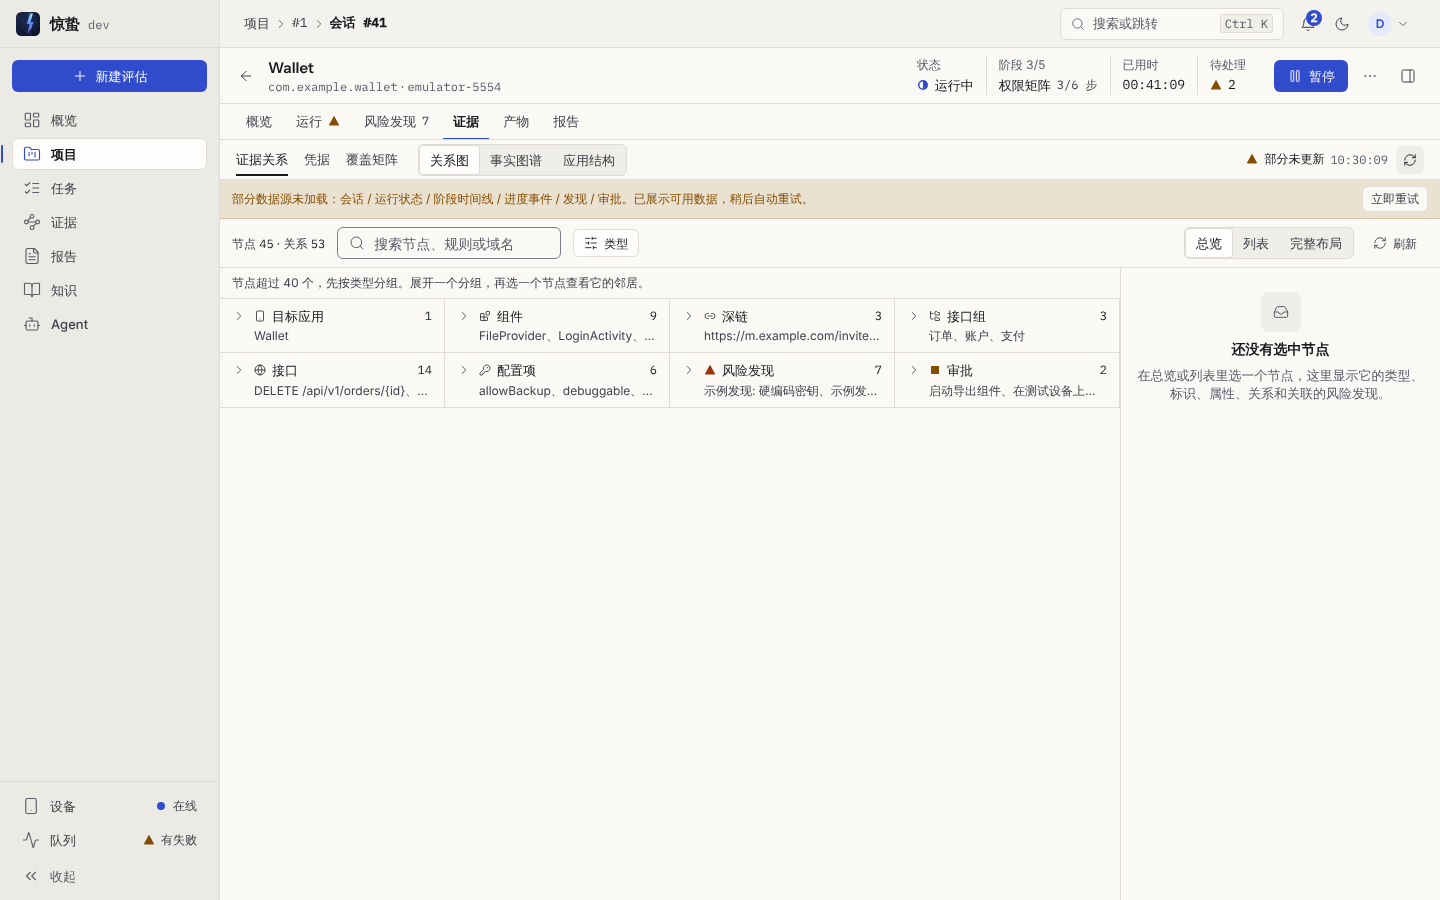 惊蛰 dev
新建评估
概览
项目
任务
证据
报告
知识
Agent
设备 在线
队列 有失败
收起
项目 #1 会话 #41
搜索或跳转 Ctrl K
2
D
Wallet
com.example.wallet · emulator-5554
状态
运行中
阶段 3/5
权限矩阵 3/6 步
已用时
00:41:09
待处理
2
暂停
概览 运行 风险发现 7 证据 产物 报告
证据关系 凭据 覆盖矩阵 关系图 事实图谱 应用结构
部分未更新 10:30:09
部分数据源未加载：会话 / 运行状态 / 阶段时间线 / 进度事件 / 发现 / 审批。已展示可用数据，稍后自动重试。
立即重试
节点 45 · 关系 53
搜索节点、规则或域名
类型
总览 列表 完整布局
刷新
节点超过 40 个，先按类型分组。展开一个分组，再选一个节点查看它的邻居。
目标应用 1
Wallet
组件 9
FileProvider、LoginActivity、...
深链 3
https://m.example.com/invite...
接口组 3
订单、账户、支付
接口 14
DELETE /api/v1/orders/{id}、...
配置项 6
allowBackup、debuggable、...
风险发现 7
示例发现: 硬编码密钥、示例发...
审批 2
启动导出组件、在测试设备上...
还没有选中节点
在总览或列表里选一个节点，这里显示它的类型、
标识、属性、关系和关联的风险发现。